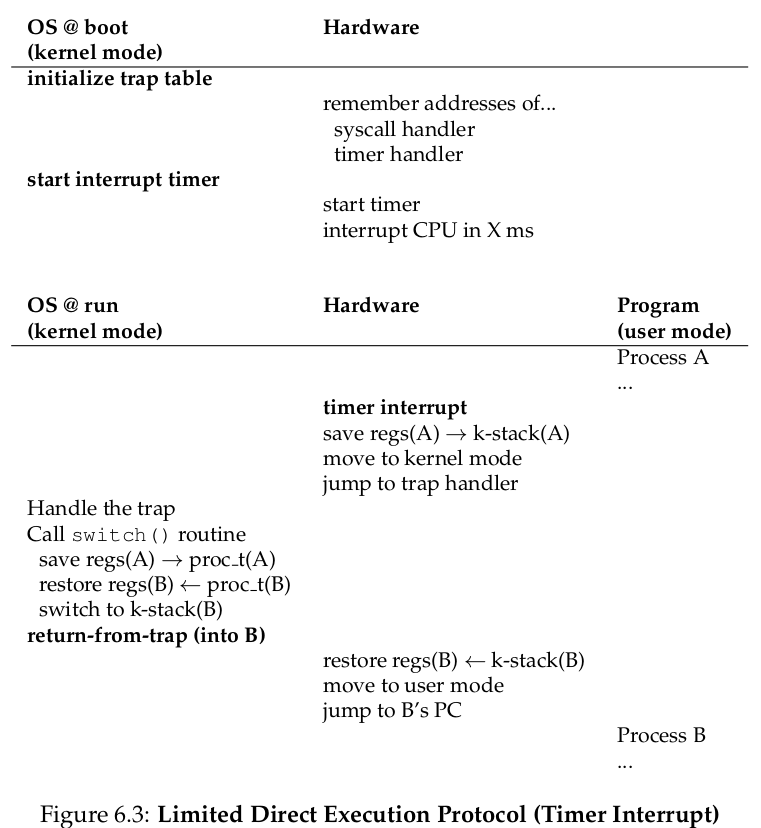 OS @ boot Hardware
(kernel mode)
initialize trap table
remember addresses of...
syscall handler
timer handler
start interrupt timer
start timer
interrupt CPU in X ms
OS @ run Hardware Program
(kernel mode) (user mode)
Process A
...
timer interrupt
save regs(A) → k-stack(A)
move to kernel mode
jump to trap handler
Handle the trap
Call switch() routine
save regs(A) → proc_t(A)
restore regs(B) ← proc_t(B)
switch to k-stack(B)
return-from-trap (into B)
restore regs(B) ← k-stack(B)
move to user mode
jump to B’s PC
Process B
...
Figure 6.3: Limited Direct Execution Protocol (Timer Interrupt)